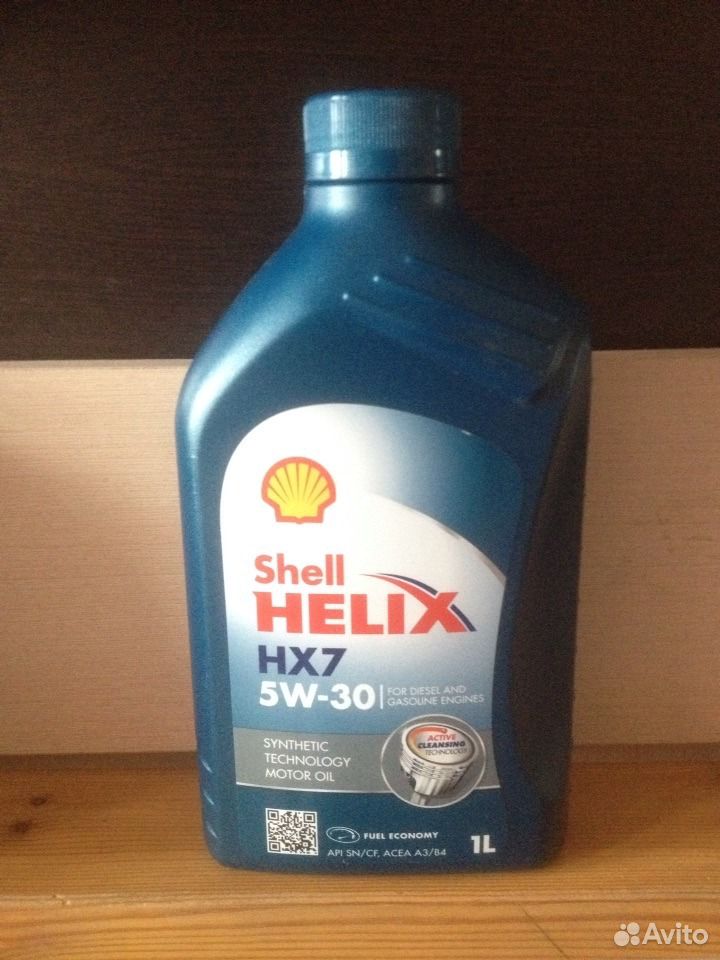 Shell
HELIX
HX7
5W-30
FOR DIESEL AND
GASOLINE ENGINES
ACTIVE
CLEANSING
TECHNOLOGY
SYNTHETIC
TECHNOLOGY
MOTOR OIL
FUEL ECONOMY
API SN/CF, ACEA A3/B4
1L
Avito